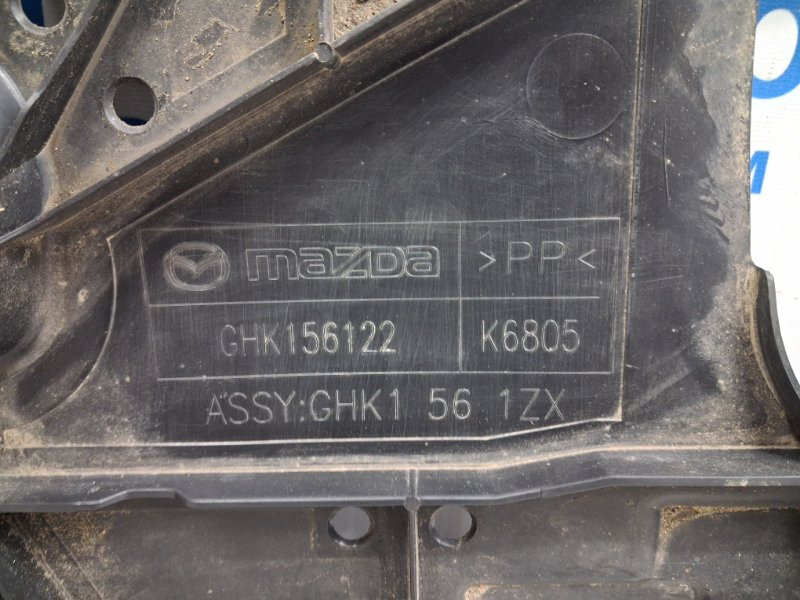 mazda >PP<
GHK156122 K6805
ASSY:GHK1 56 1ZX